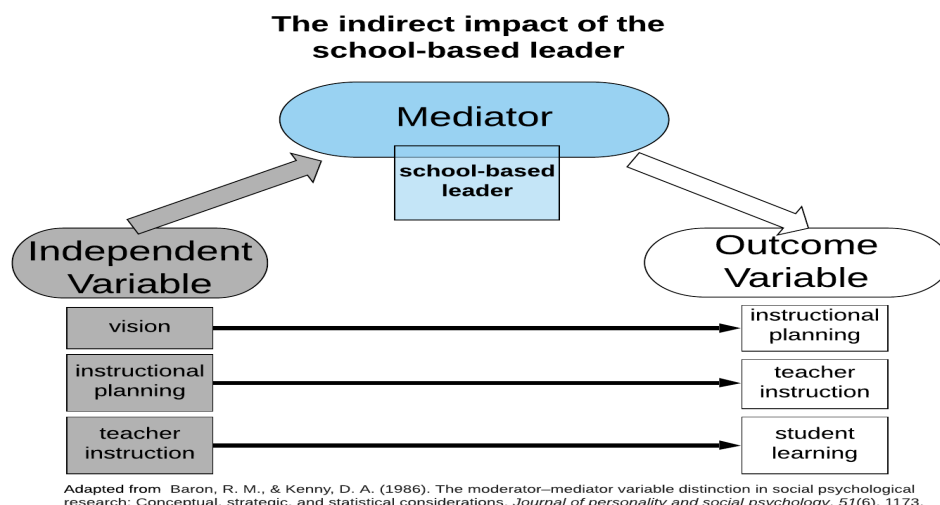 The indirect impact of the
school-based leader
Mediator
school-based
leader
Independent
Variable
Outcome
Variable
vision
instructional
planning
instructional
planning
teacher
instruction
teacher
instruction
student
learning
Adapted from Baron, R. M., & Kenny, D. A. (1986). The moderator–mediator variable distinction in social psychological
research: Conceptual, strategic, and statistical considerations. Journal of personality and social psychology, 51(6), 1173.